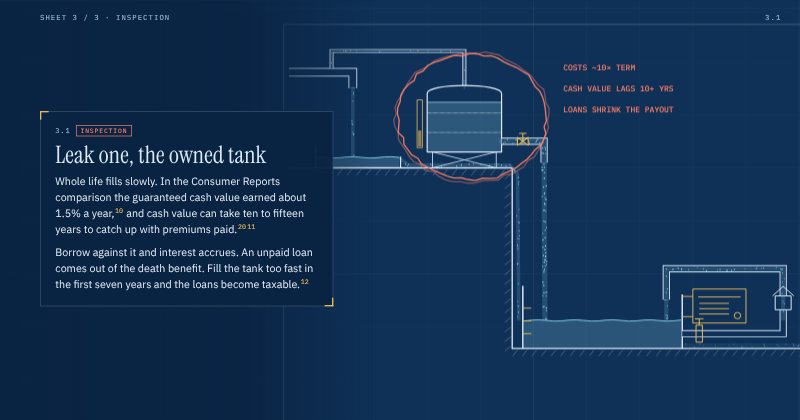 SHEET 3 / 3 · INSPECTION
3.1
COSTS ~10× TERM
CASH VALUE LAGS 10+ YRS
LOANS SHRINK THE PAYOUT
3.1 INSPECTION
Leak one, the owned tank
Whole life fills slowly. In the Consumer Reports
comparison the guaranteed cash value earned about
1.5% a year,10 and cash value can take ten to fifteen
years to catch up with premiums paid.2011
Borrow against it and interest accrues. An unpaid loan
comes out of the death benefit. Fill the tank too fast in
the first seven years and the loans become taxable.12